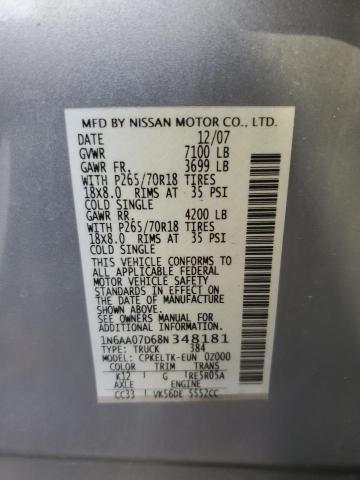 MFD BY NISSAN MOTOR CO., LTD.
DATE 12/07
GVWR 7100 LB
GAWR FR. 3699 LB
WITH P265/70R18 TIRES
18X8.0 RIMS AT 35 PSI
COLD SINGLE
GAWR RR. 4200 LB
WITH P265/70R18 TIRES
18X8.0 RIMS AT 35 PSI
COLD SINGLE
THIS VEHICLE CONFORMS TO
ALL APPLICABLE FEDERAL
MOTOR VEHICLE SAFETY
STANDARDS IN EFFECT ON
THE DATE OF MANUFACTURE
SHOWN ABOVE.
SEE OWNERS MANUAL FOR
ADDITIONAL INFORMATION.
1N6AA07D68N348181
TYPE: TRUCK 384
MODEL: CPKELTK-EUN 0Z000
COLOR TRIM TRANS
K12 G RE5R05A
AXLE ENGINE
CC33 VK56DE 5552CC